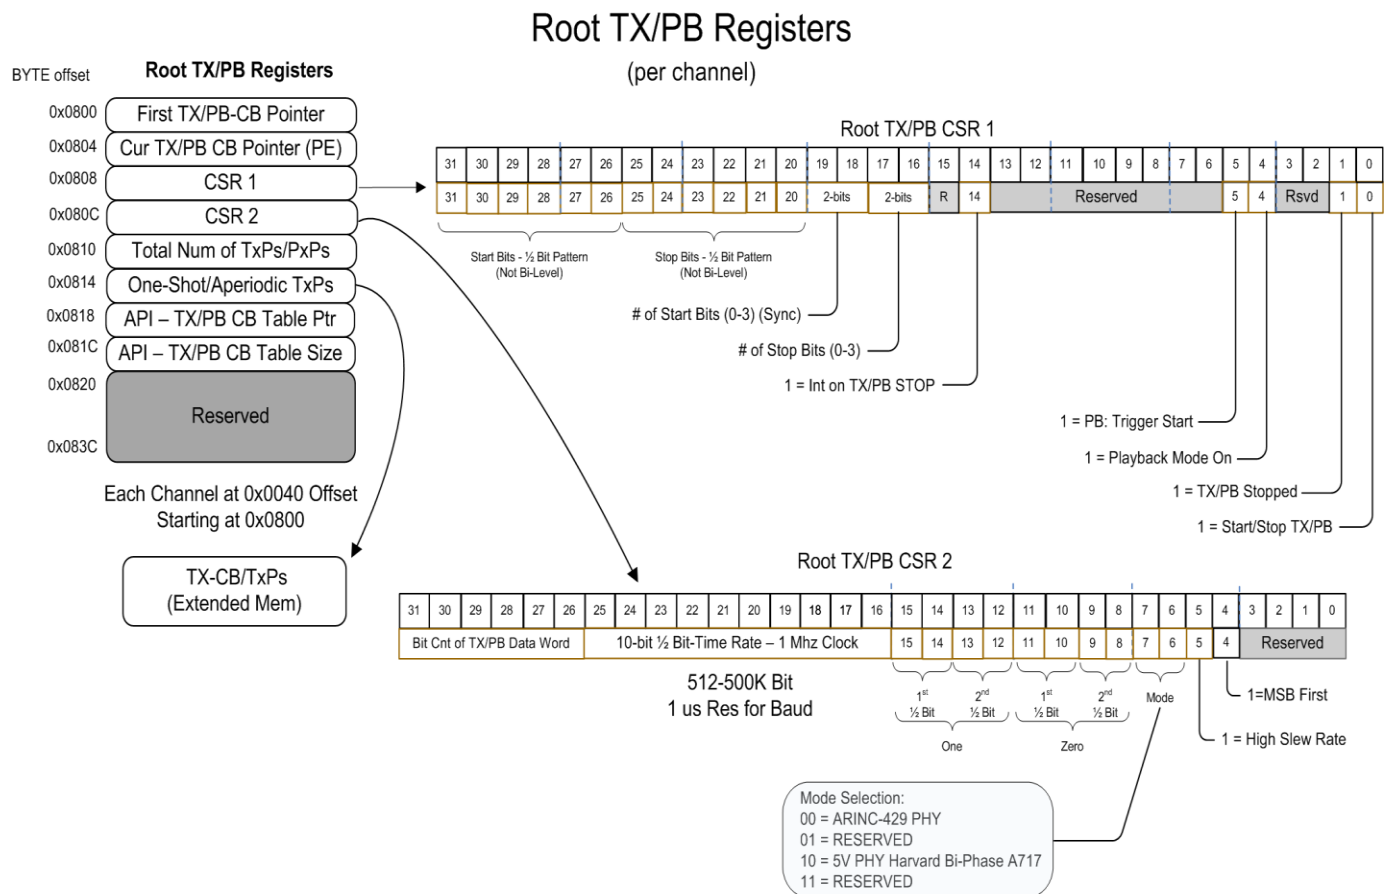 Root TX/PB Registers
(per channel)
BYTE offset
Root TX/PB Registers
0x0800
First TX/PB-CB Pointer
0x0804
Cur TX/PB CB Pointer (PE)
0x0808
CSR 1
0x080C
CSR 2
0x0810
Total Num of TxPs/PxPs
0x0814
One-Shot/Aperiodic TxPs
0x0818
API – TX/PB CB Table Ptr
0x081C
API – TX/PB CB Table Size
0x0820
Reserved
0x083C
Each Channel at 0x0040 Offset
Starting at 0x0800
TX-CB/TxPs
(Extended Mem)
Root TX/PB CSR 1
31 30 29 28 27 26 25 24 23 22 21 20 19 18 17 16 15 14 13 12 11 10 9 8 7 6 5 4 3 2 1 0
31 30 29 28 27 26 25 24 23 22 21 20 2-bits 2-bits R 14 Reserved 5 4 Rsvd 1 0
Start Bits - ½ Bit Pattern
(Not Bi-Level)
Stop Bits - ½ Bit Pattern
(Not Bi-Level)
# of Start Bits (0-3) (Sync)
# of Stop Bits (0-3)
1 = Int on TX/PB STOP
1 = PB: Trigger Start
1 = Playback Mode On
1 = TX/PB Stopped
1 = Start/Stop TX/PB
Root TX/PB CSR 2
31 30 29 28 27 26 25 24 23 22 21 20 19 18 17 16 15 14 13 12 11 10 9 8 7 6 5 4 3 2 1 0
Bit Cnt of TX/PB Data Word 10-bit ½ Bit-Time Rate – 1 Mhz Clock 15 14 13 12 11 10 9 8 7 6 5 4 Reserved
512-500K Bit
1 us Res for Baud
1st 2nd 1st 2nd Mode
½ Bit ½ Bit ½ Bit ½ Bit
One Zero
1=MSB First
1 = High Slew Rate
Mode Selection:
00 = ARINC-429 PHY
01 = RESERVED
10 = 5V PHY Harvard Bi-Phase A717
11 = RESERVED